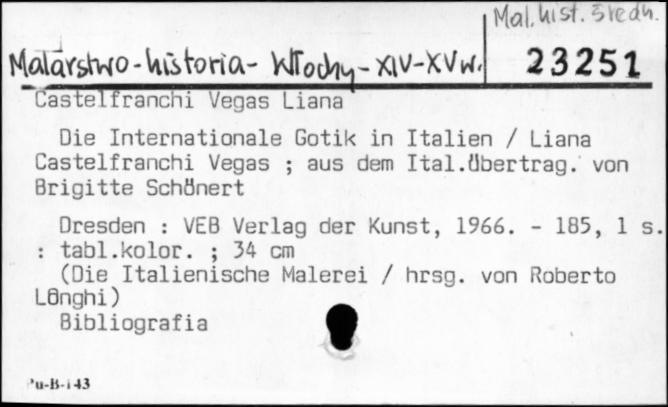 Mal. hist. średn.
Malarstwo-historia-Włochy-XIV-XVw.
23251
Castelfranchi Vegas Liana
Die Internationale Gotik in Italien / Liana
Castelfranchi Vegas ; aus dem Ital.übertrag. von
Brigitte Schönert
Dresden : VEB Verlag der Kunst, 1966. - 185, 1 s.
: tabl.kolor. ; 34 cm
(Die Italienische Malerei / hrsg. von Roberto
Lönghi)
Bibliografia
Pu-B-143